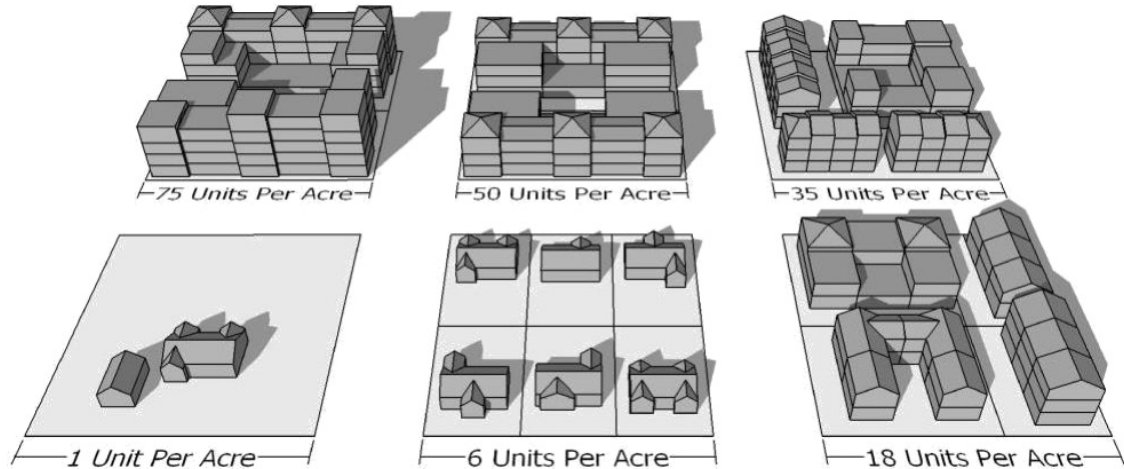 75 Units Per Acre
50 Units Per Acre
35 Units Per Acre
1 Unit Per Acre
6 Units Per Acre
18 Units Per Acre